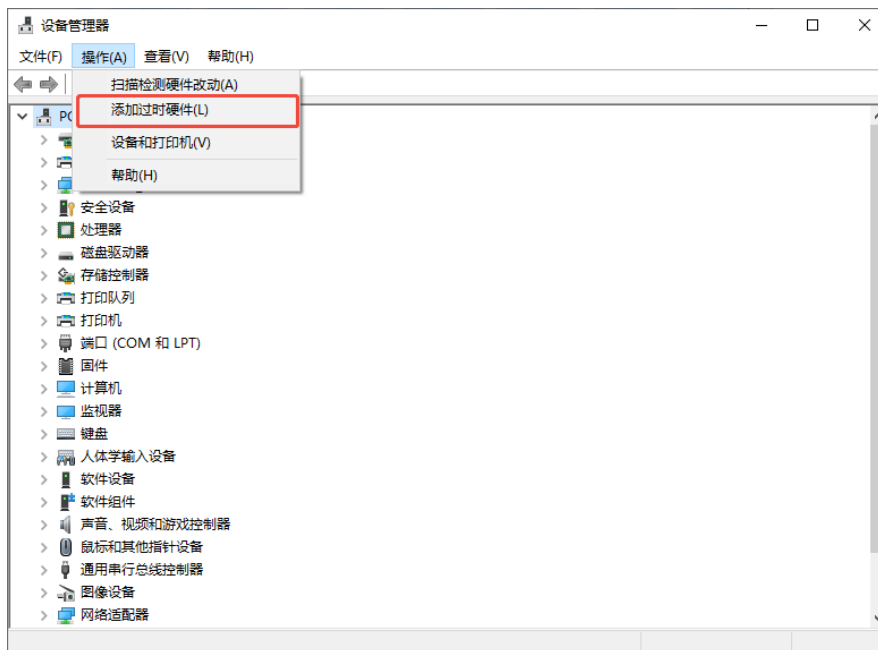 设备管理器
文件(F) 操作(A) 查看(V) 帮助(H)
扫描检测硬件改动(A)
添加过时硬件(L)
设备和打印机(V)
帮助(H)
PC
安全设备
处理器
磁盘驱动器
存储控制器
打印队列
打印机
端口 (COM 和 LPT)
固件
计算机
监视器
键盘
人体学输入设备
软件设备
软件组件
声音、视频和游戏控制器
鼠标和其他指针设备
通用串行总线控制器
图像设备
网络适配器